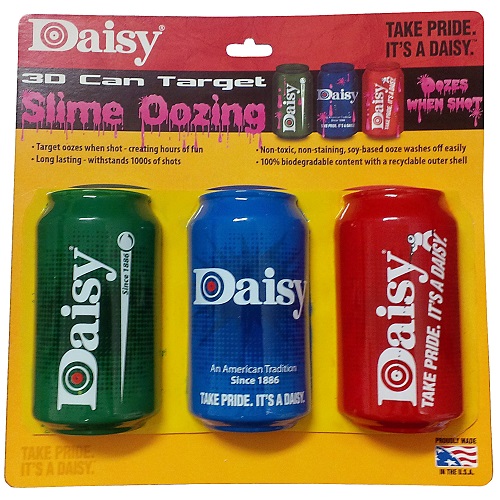 Daisy
TAKE PRIDE.
IT'S A DAISY.™
3D Can Target
Slime Oozing
Daisy
Daisy
OOZES
WHEN SHOT
• Target oozes when shot - creating hours of fun
• Long lasting - withstands 1000s of shots
• Non-toxic, non-staining, soy-based ooze washes off easily
• 100% biodegradable content with a recyclable outer shell
Daisy
Since 1886
Daisy
An American Tradition
Since 1886
TAKE PRIDE. IT'S A DAISY.
Daisy
TAKE PRIDE. IT'S A DAISY.
TAKE PRIDE.
IT'S A DAISY.
PROUDLY MADE
IN THE U.S.A.